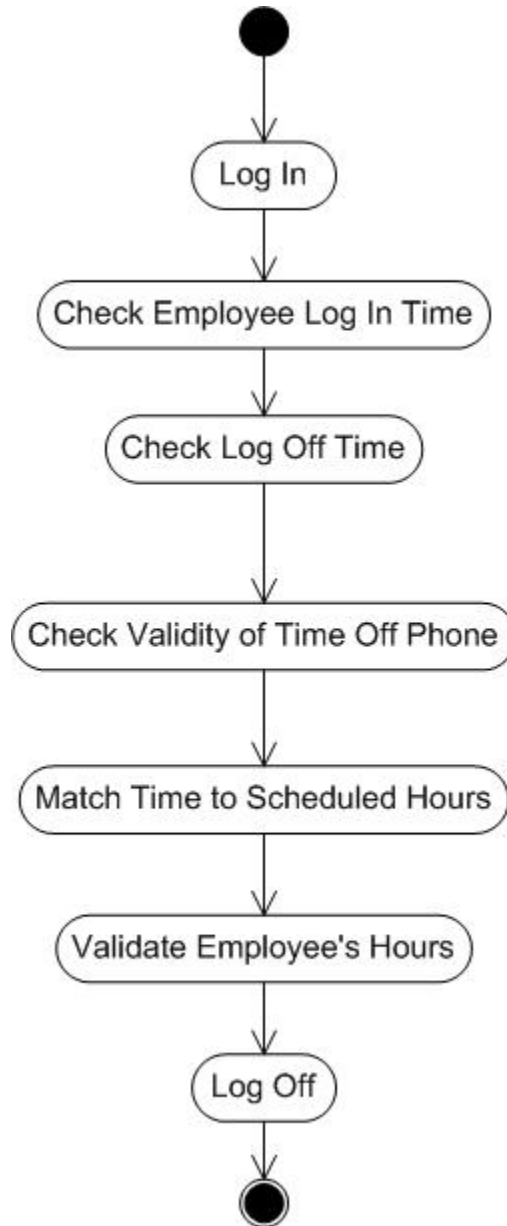 Log In
Check Employee Log In Time
Check Log Off Time
Check Validity of Time Off Phone
Match Time to Scheduled Hours
Validate Employee's Hours
Log Off